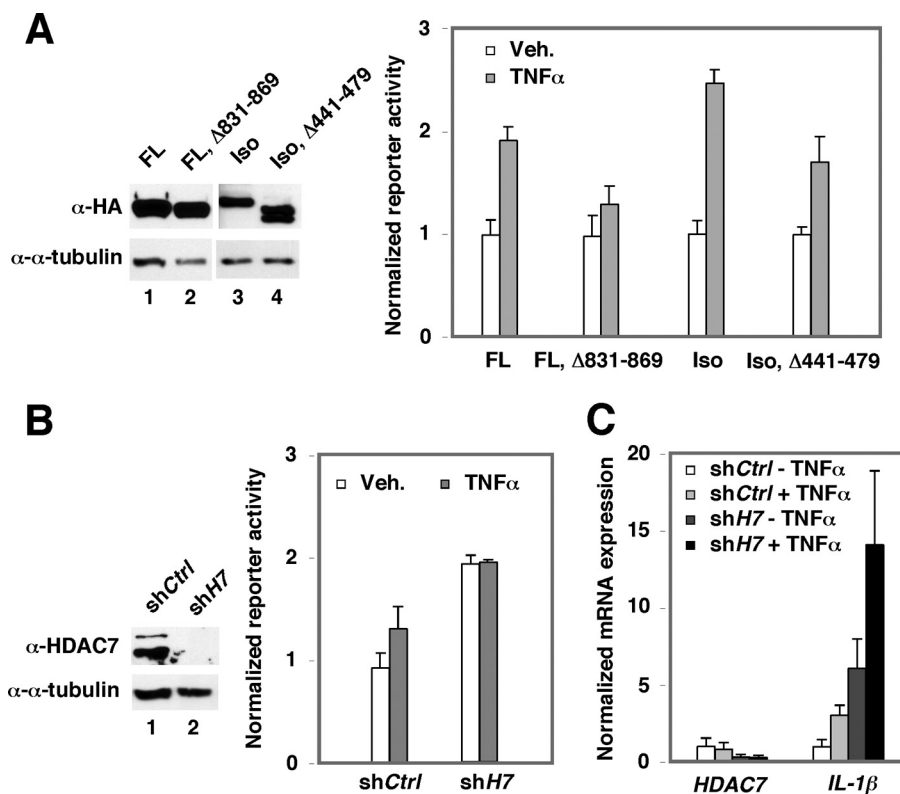 A
FL
FL, Δ831-869
Iso
Iso, Δ441-479
α-HA
α-α-tubulin
1 2 3 4
Normalized reporter activity
3
2
1
0
Veh.
TNFα
FL FL, Δ831-869 Iso Iso, Δ441-479
B
shCtrl
shH7
α-HDAC7
α-α-tubulin
1 2
Normalized reporter activity
3
2
1
0
Veh. TNFα
shCtrl shH7
C
Normalized mRNA expression
20
15
10
5
0
shCtrl - TNFα
shCtrl + TNFα
shH7 - TNFα
shH7 + TNFα
HDAC7 IL-1β